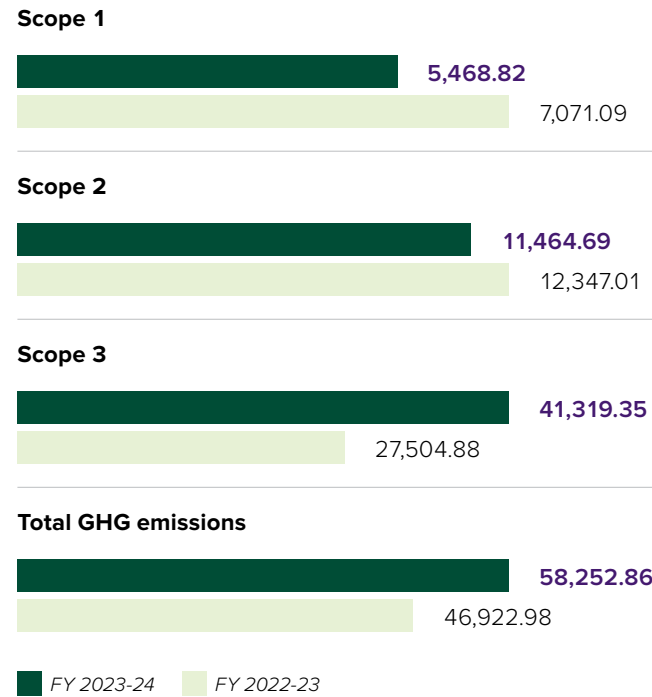 Scope 1
5,468.82
7,071.09
Scope 2
11,464.69
12,347.01
Scope 3
41,319.35
27,504.88
Total GHG emissions
58,252.86
46,922.98
FY 2023-24 FY 2022-23